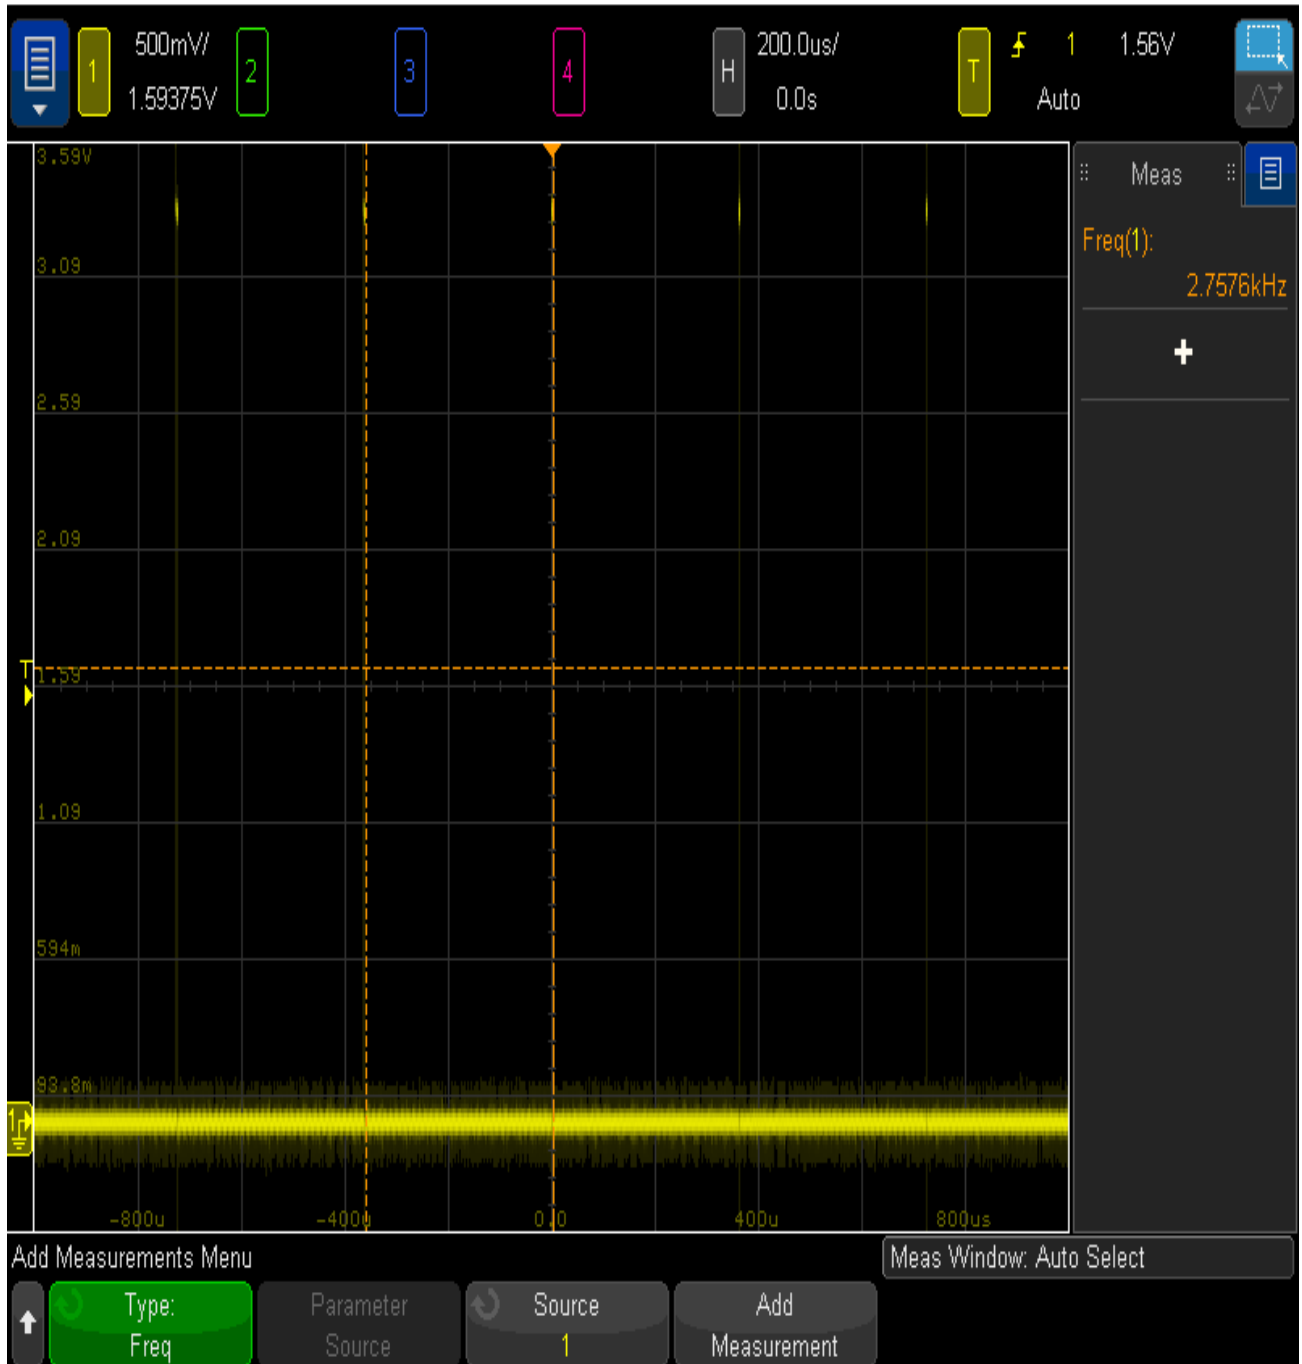 500mV/
1.59375V
1
2
3
4
H
200.0us/
0.0s
T
1
1.56V
Auto
3.59V
3.09
2.59
2.09
T
1.59
1.09
594m
93.8m
1
-800u
-400u
0.0
400u
800us
Meas
Freq(1):
2.7576kHz
+
Add Measurements Menu
Meas Window: Auto Select
Type:
Freq
Parameter
Source
Source
1
Add
Measurement